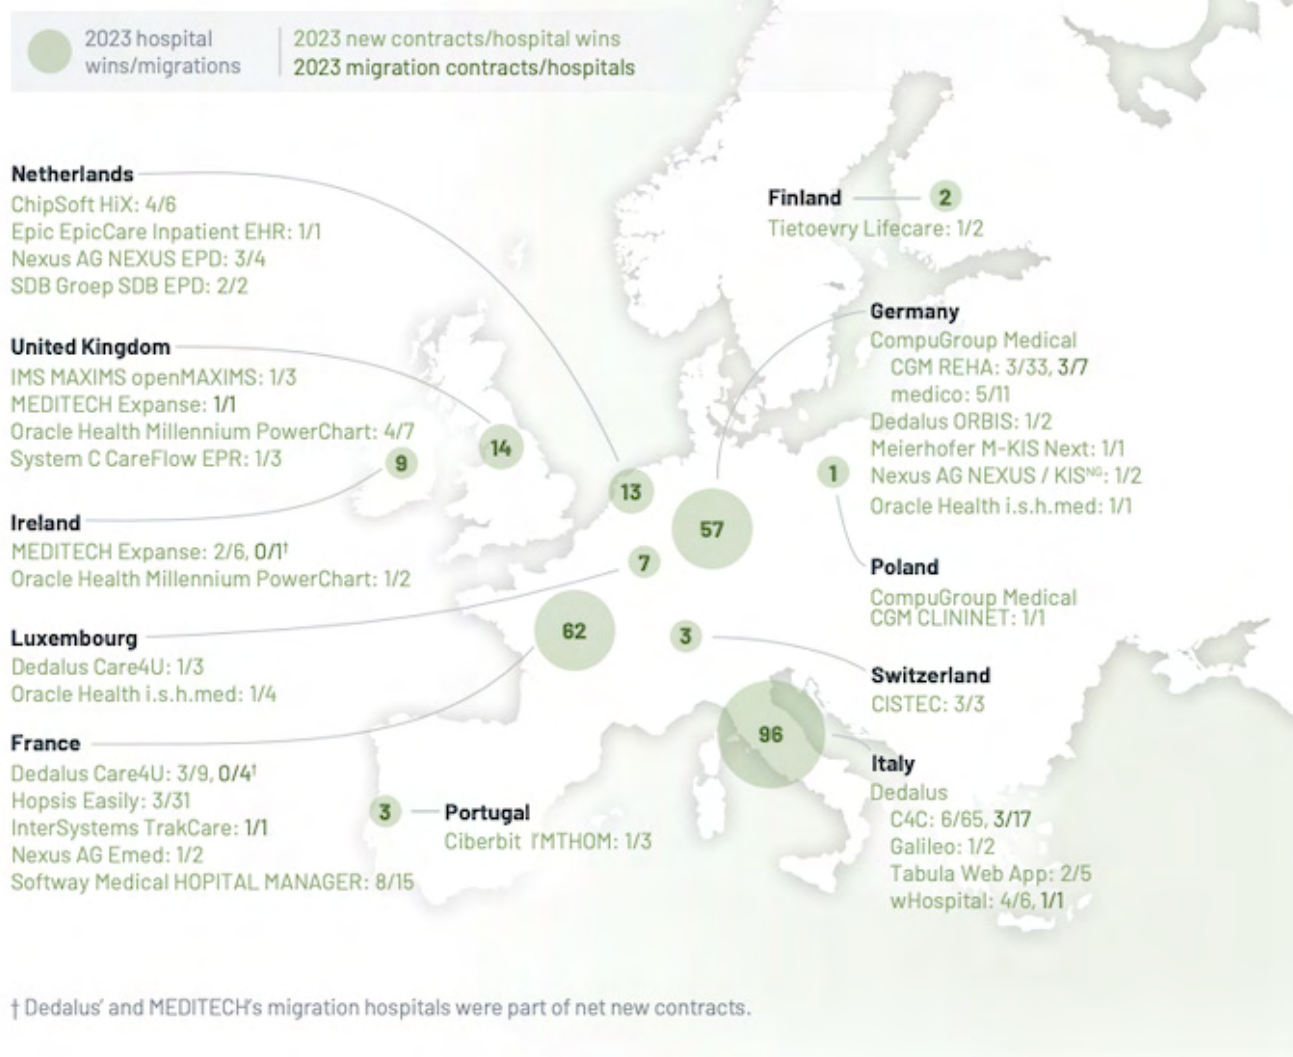 2023 hospital
wins/migrations
2023 new contracts/hospital wins
2023 migration contracts/hospitals
Netherlands
ChipSoft HiX: 4/6
Epic EpicCare Inpatient EHR: 1/1
Nexus AG NEXUS EPD: 3/4
SDB Groep SDB EPD: 2/2
United Kingdom
IMS MAXIMS openMAXIMS: 1/3
MEDITECH Expanse: 1/1
Oracle Health Millennium PowerChart: 4/7
System C CareFlow EPR: 1/3
Ireland
MEDITECH Expanse: 2/6, 0/1†
Oracle Health Millennium PowerChart: 1/2
Luxembourg
Dedalus Care4U: 1/3
Oracle Health i.s.h.med: 1/4
France
Dedalus Care4U: 3/9, 0/4†
Hopsis Easily: 3/31
InterSystems TrakCare: 1/1
Nexus AG Emed: 1/2
Softway Medical HOPITAL MANAGER: 8/15
14
9
13
57
7
62
3
96
3
1
2
Portugal
Ciberbit I'MTHOM: 1/3
Finland
Tietoevry Lifecare: 1/2
Germany
CompuGroup Medical
CGM REHA: 3/33, 3/7
medico: 5/11
Dedalus ORBIS: 1/2
Meierhofer M-KIS Next: 1/1
Nexus AG NEXUS / KISᴺᴳ: 1/2
Oracle Health i.s.h.med: 1/1
Poland
CompuGroup Medical
CGM CLININET: 1/1
Switzerland
CISTEC: 3/3
Italy
Dedalus
C4C: 6/65, 3/17
Galileo: 1/2
Tabula Web App: 2/5
wHospital: 4/6, 1/1
† Dedalus' and MEDITECH's migration hospitals were part of net new contracts.